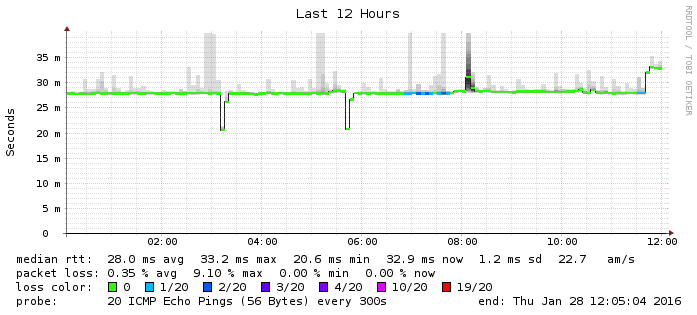 Last 12 Hours
RRDTOOL / TOBI OETIKER
Seconds
35 m
30 m
25 m
20 m
15 m
10 m
5 m
0
02:00 04:00 06:00 08:00 10:00 12:00
median rtt: 28.0 ms avg 33.2 ms max 20.6 ms min 32.9 ms now 1.2 ms sd 22.7 am/s
packet loss: 0.35 % avg 9.10 % max 0.00 % min 0.00 % now
loss color: 0 1/20 2/20 3/20 4/20 10/20 19/20
probe: 20 ICMP Echo Pings (56 Bytes) every 300s end: Thu Jan 28 12:05:04 2016